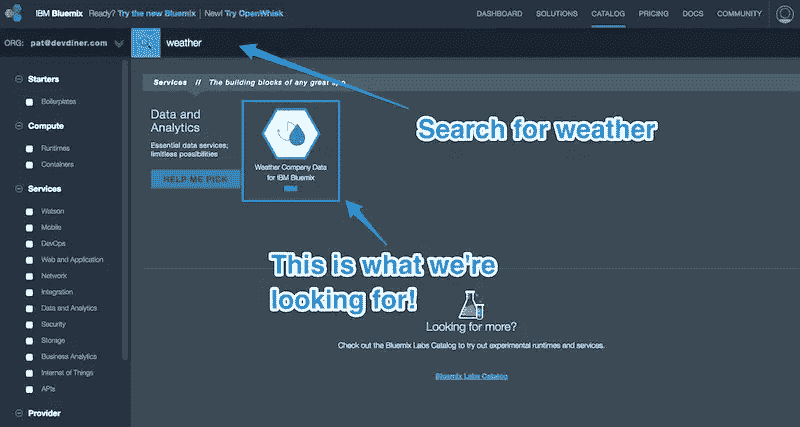 IBM Bluemix Ready? Try the new Bluemix | New! Try OpenWhisk DASHBOARD SOLUTIONS CATALOG PRICING DOCS COMMUNITY
ORG: pat@devdiner.com weather
Starters
Boilerplates
Compute
Runtimes
Containers
Services
Watson
Mobile
DevOps
Web and Application
Network
Integration
Data and Analytics
Security
Storage
Business Analytics
Internet of Things
APIs
Provider
Services // The building blocks of any great app.
Data and
Analytics
Essential data services;
limitless possibilities
HELP ME PICK
Weather Company Data
for IBM Bluemix
IBM
Search for weather
This is what we're
looking for!
Looking for more?
Check out the Bluemix Labs Catalog to try out experimental runtimes and services.
Bluemix Labs Catalog